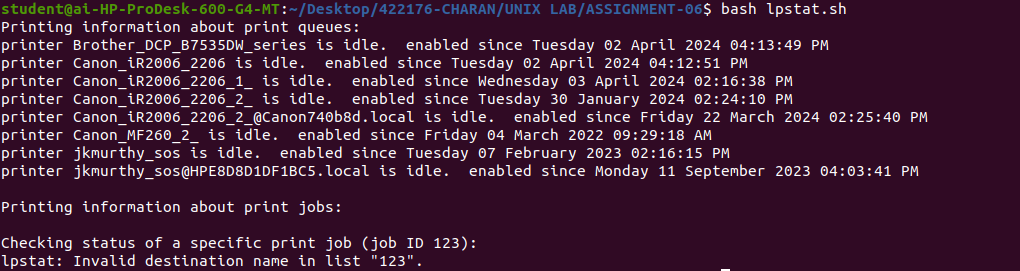 student@ai-HP-ProDesk-600-G4-MT:~/Desktop/422176-CHARAN/UNIX LAB/ASSIGNMENT-06$ bash lpstat.sh
Printing information about print queues:
printer Brother_DCP_B7535DW_series is idle.  enabled since Tuesday 02 April 2024 04:13:49 PM
printer Canon_iR2006_2206 is idle.  enabled since Tuesday 02 April 2024 04:12:51 PM
printer Canon_iR2006_2206_1_ is idle.  enabled since Wednesday 03 April 2024 02:16:38 PM
printer Canon_iR2006_2206_2_ is idle.  enabled since Tuesday 30 January 2024 02:24:10 PM
printer Canon_iR2006_2206_2_@Canon740b8d.local is idle.  enabled since Friday 22 March 2024 02:25:40 PM
printer Canon_MF260_2_ is idle.  enabled since Friday 04 March 2022 09:29:18 AM
printer jkmurthy_sos is idle.  enabled since Tuesday 07 February 2023 02:16:15 PM
printer jkmurthy_sos@HPE8D8D1DF1BC5.local is idle.  enabled since Monday 11 September 2023 04:03:41 PM
Printing information about print jobs:
Checking status of a specific print job (job ID 123):
lpstat: Invalid destination name in list "123".